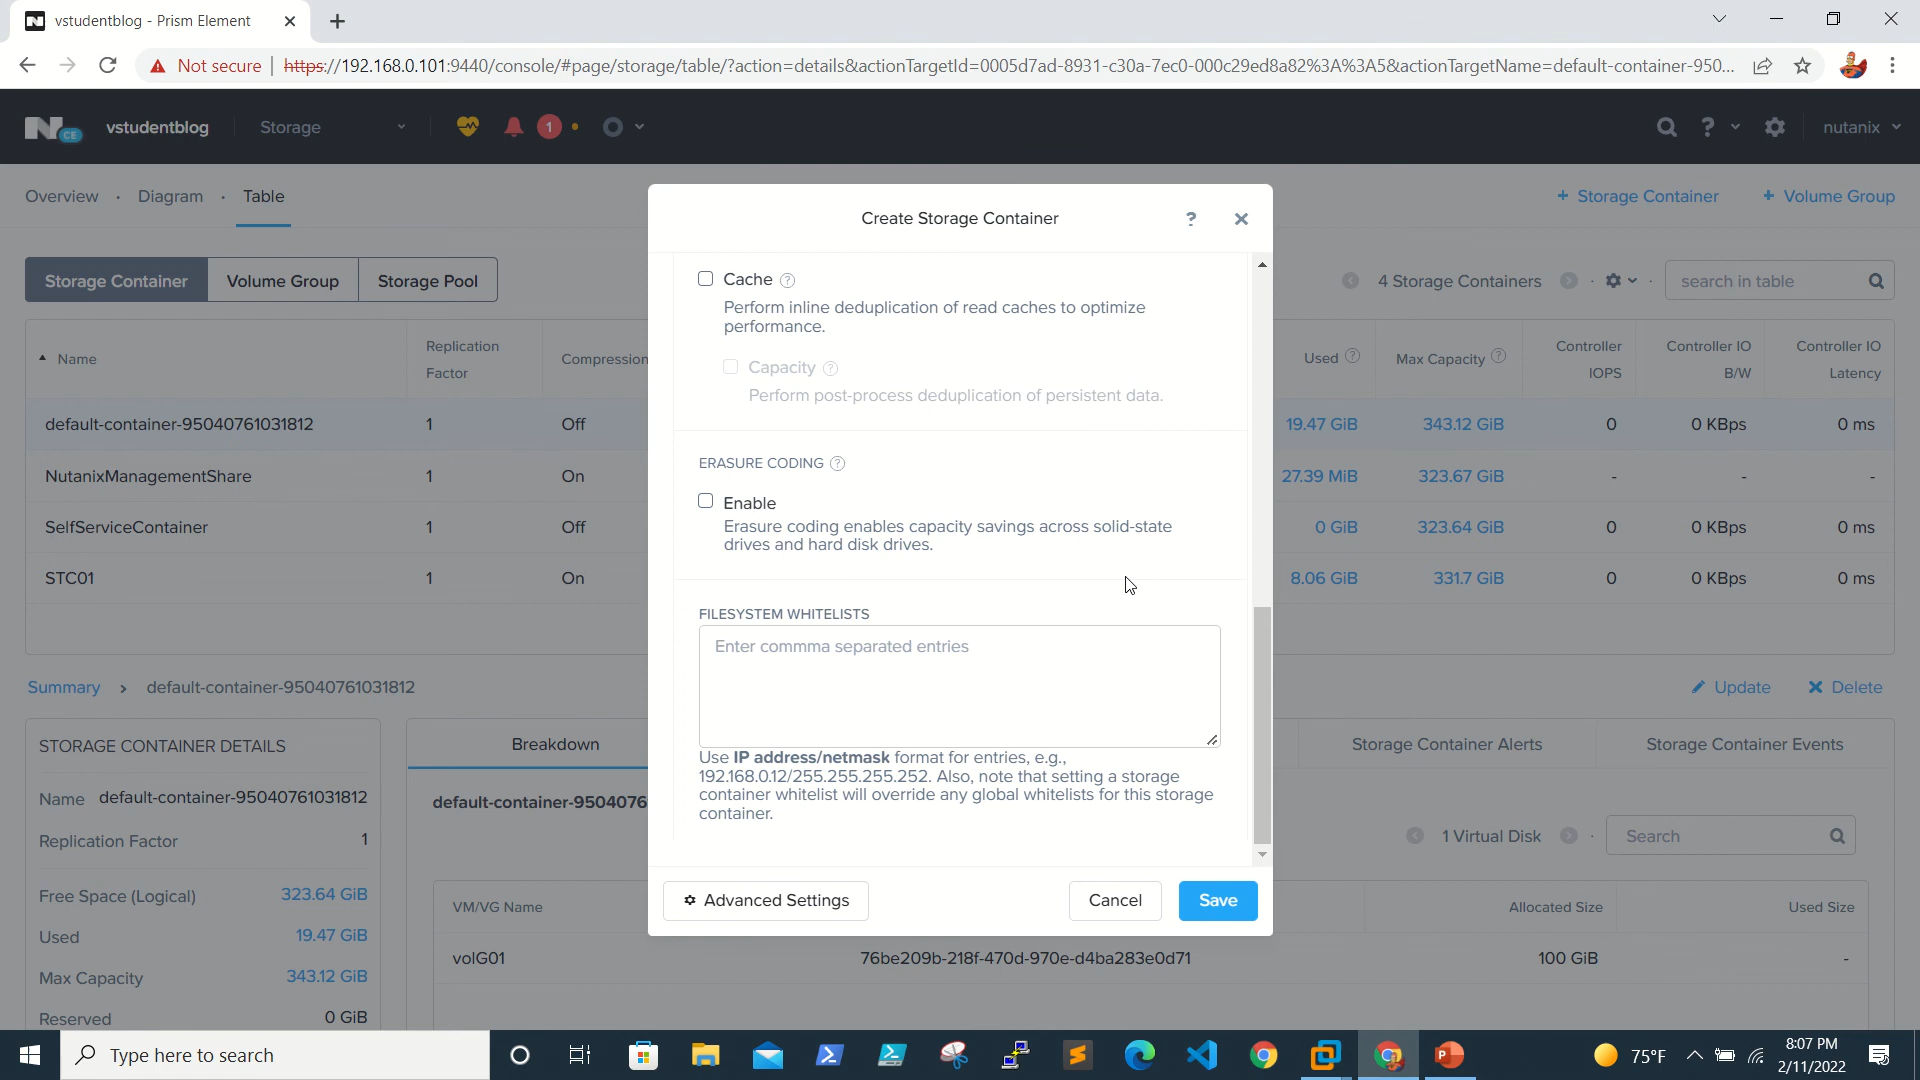 vstudentblog - Prism Element
Not secure | https://192.168.0.101:9440/console/#page/storage/table/?action=details&actionTargetId=0005d7ad-8931-c30a-7ec0-000c29ed8a82%3A%3A5&actionTargetName=default-container-950...
N CE vstudentblog Storage 1 ? nutanix
Overview · Diagram · Table + Storage Container + Volume Group
Create Storage Container ?
Storage Container Volume Group Storage Pool 4 Storage Containers search in table
Name Replication Factor Compression Used ? Max Capacity ? Controller IOPS Controller IO B/W Controller IO Latency
default-container-95040761031812 1 Off 19.47 GiB 343.12 GiB 0 0 KBps 0 ms
NutanixManagementShare 1 On 27.39 MiB 323.67 GiB - - -
SelfServiceContainer 1 Off 0 GiB 323.64 GiB 0 0 KBps 0 ms
STC01 1 On 8.06 GiB 331.7 GiB 0 0 KBps 0 ms
Cache ?
Perform inline deduplication of read caches to optimize
performance.
Capacity ?
Perform post-process deduplication of persistent data.
ERASURE CODING ?
Enable
Erasure coding enables capacity savings across solid-state
drives and hard disk drives.
FILESYSTEM WHITELISTS
Enter commma separated entries
Use IP address/netmask format for entries, e.g.,
192.168.0.12/255.255.255.252. Also, note that setting a storage
container whitelist will override any global whitelists for this storage
container.
Advanced Settings Cancel Save
Summary > default-container-95040761031812 Update Delete
STORAGE CONTAINER DETAILS
Name default-container-95040761031812
Replication Factor 1
Free Space (Logical) 323.64 GiB
Used 19.47 GiB
Max Capacity 343.12 GiB
Reserved 0 GiB
Breakdown Storage Container Alerts Storage Container Events
default-container-9504076
1 Virtual Disk Search
VM/VG Name Allocated Size Used Size
volG01 76be209b-218f-470d-970e-d4ba283e0d71 100 GiB -
Type here to search
75°F
8:07 PM
2/11/2022